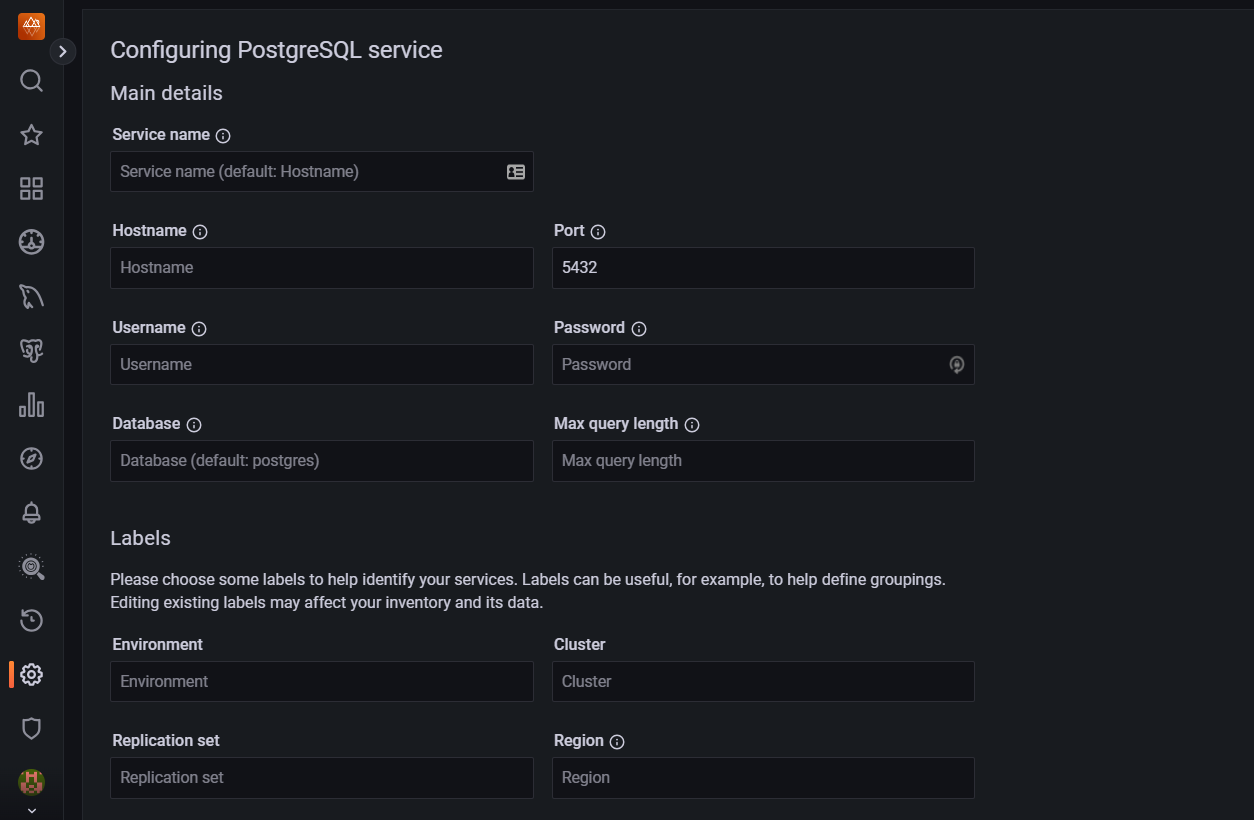 Configuring PostgreSQL service
Main details
Service name
Service name (default: Hostname)
Hostname
Port
Hostname
5432
Username
Password
Username
Password
Database
Max query length
Database (default: postgres)
Max query length
Labels
Please choose some labels to help identify your services. Labels can be useful, for example, to help define groupings.
Editing existing labels may affect your inventory and its data.
Environment
Cluster
Environment
Cluster
Replication set
Region
Replication set
Region